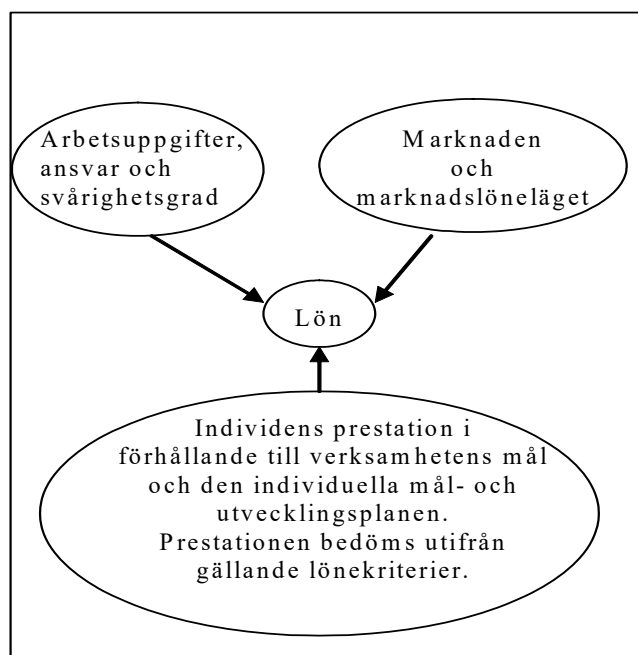 Arbetsuppgifter,
ansvar och
svårighetsgrad
Marknaden
och
marknadslöneläget
Lön
Individens prestation i
förhållande till verksamhetens mål
och den individuella mål- och
utvecklingsplanen.
Prestationen bedöms utifrån
gällande lönekriterier.